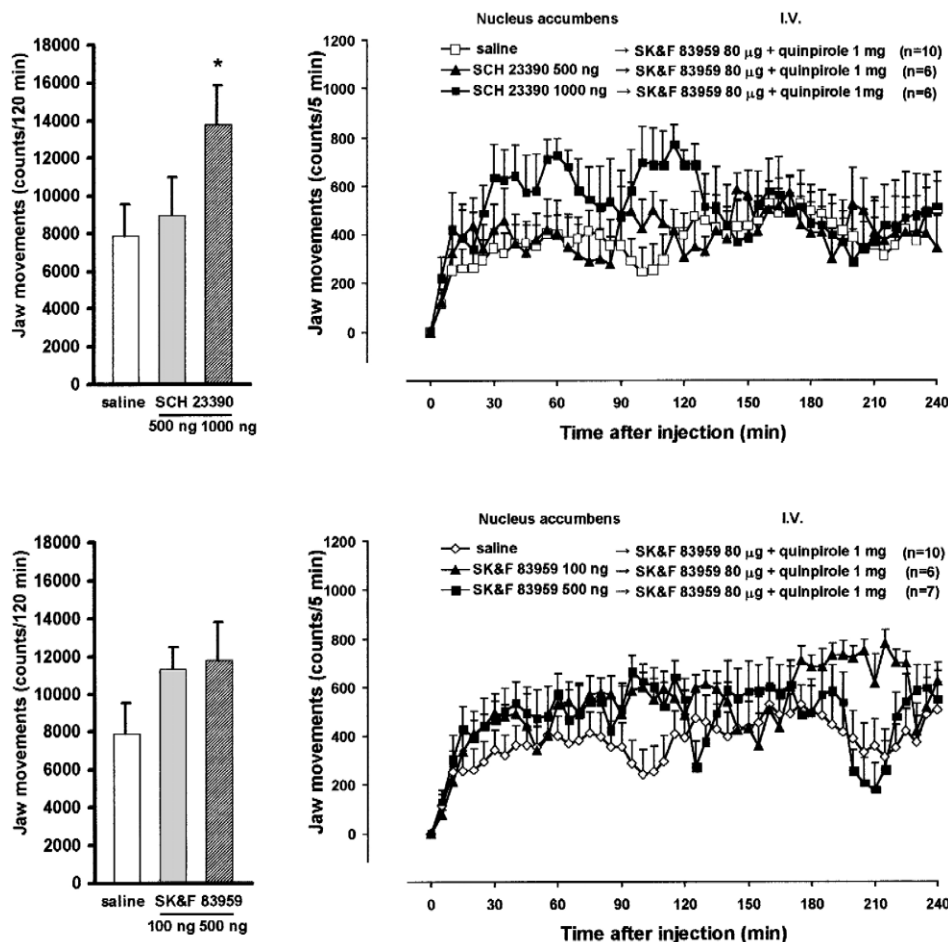 Jaw movements (counts/120 min)
18000
16000
14000
12000
10000
8000
6000
4000
2000
0
*
saline SCH 23390
500 ng 1000 ng
Nucleus accumbens I.V.
saline → SK&F 83959 80 µg + quinpirole 1 mg (n=10)
SCH 23390 500 ng → SK&F 83959 80 µg + quinpirole 1 mg (n=6)
SCH 23390 1000 ng → SK&F 83959 80 µg + quinpirole 1mg (n=6)
Jaw movements (counts/5 min)
1200
1000
800
600
400
200
0
0 30 60 90 120 150 180 210 240
Time after injection (min)
Jaw movements (counts/120 min)
18000
16000
14000
12000
10000
8000
6000
4000
2000
0
saline SK&F 83959
100 ng 500 ng
Nucleus accumbens I.V.
saline → SK&F 83959 80 µg + quinpirole 1 mg (n=10)
SK&F 83959 100 ng → SK&F 83959 80 µg + quinpirole 1 mg (n=6)
SK&F 83959 500 ng → SK&F 83959 80 µg + quinpirole 1 mg (n=7)
Jaw movements (counts/5 min)
1200
1000
800
600
400
200
0
0 30 60 90 120 150 180 210 240
Time after injection (min)